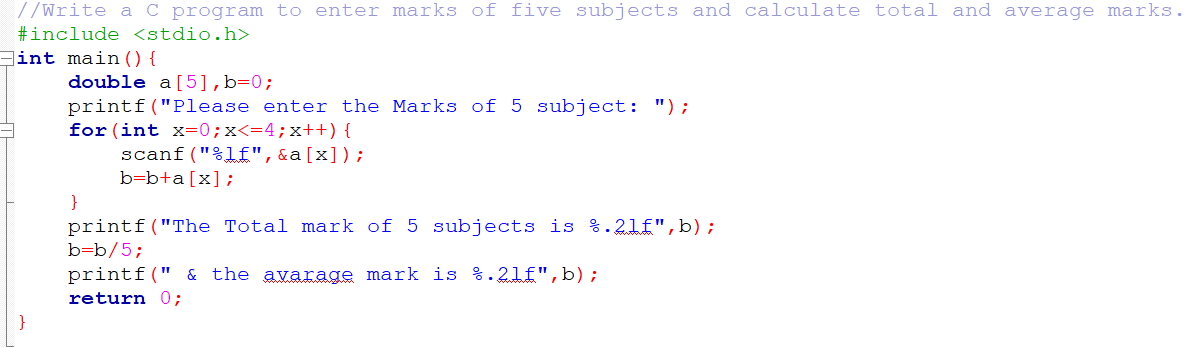 //Write a C program to enter marks of five subjects and calculate total and average marks.
#include <stdio.h>
int main(){
    double a[5],b=0;
    printf("Please enter the Marks of 5 subject: ");
    for(int x=0;x<=4;x++){
        scanf("%lf",&a[x]);
        b=b+a[x];
    }
    printf("The Total mark of 5 subjects is %.2lf",b);
    b=b/5;
    printf(" & the avarage mark is %.2lf",b);
    return 0;
}